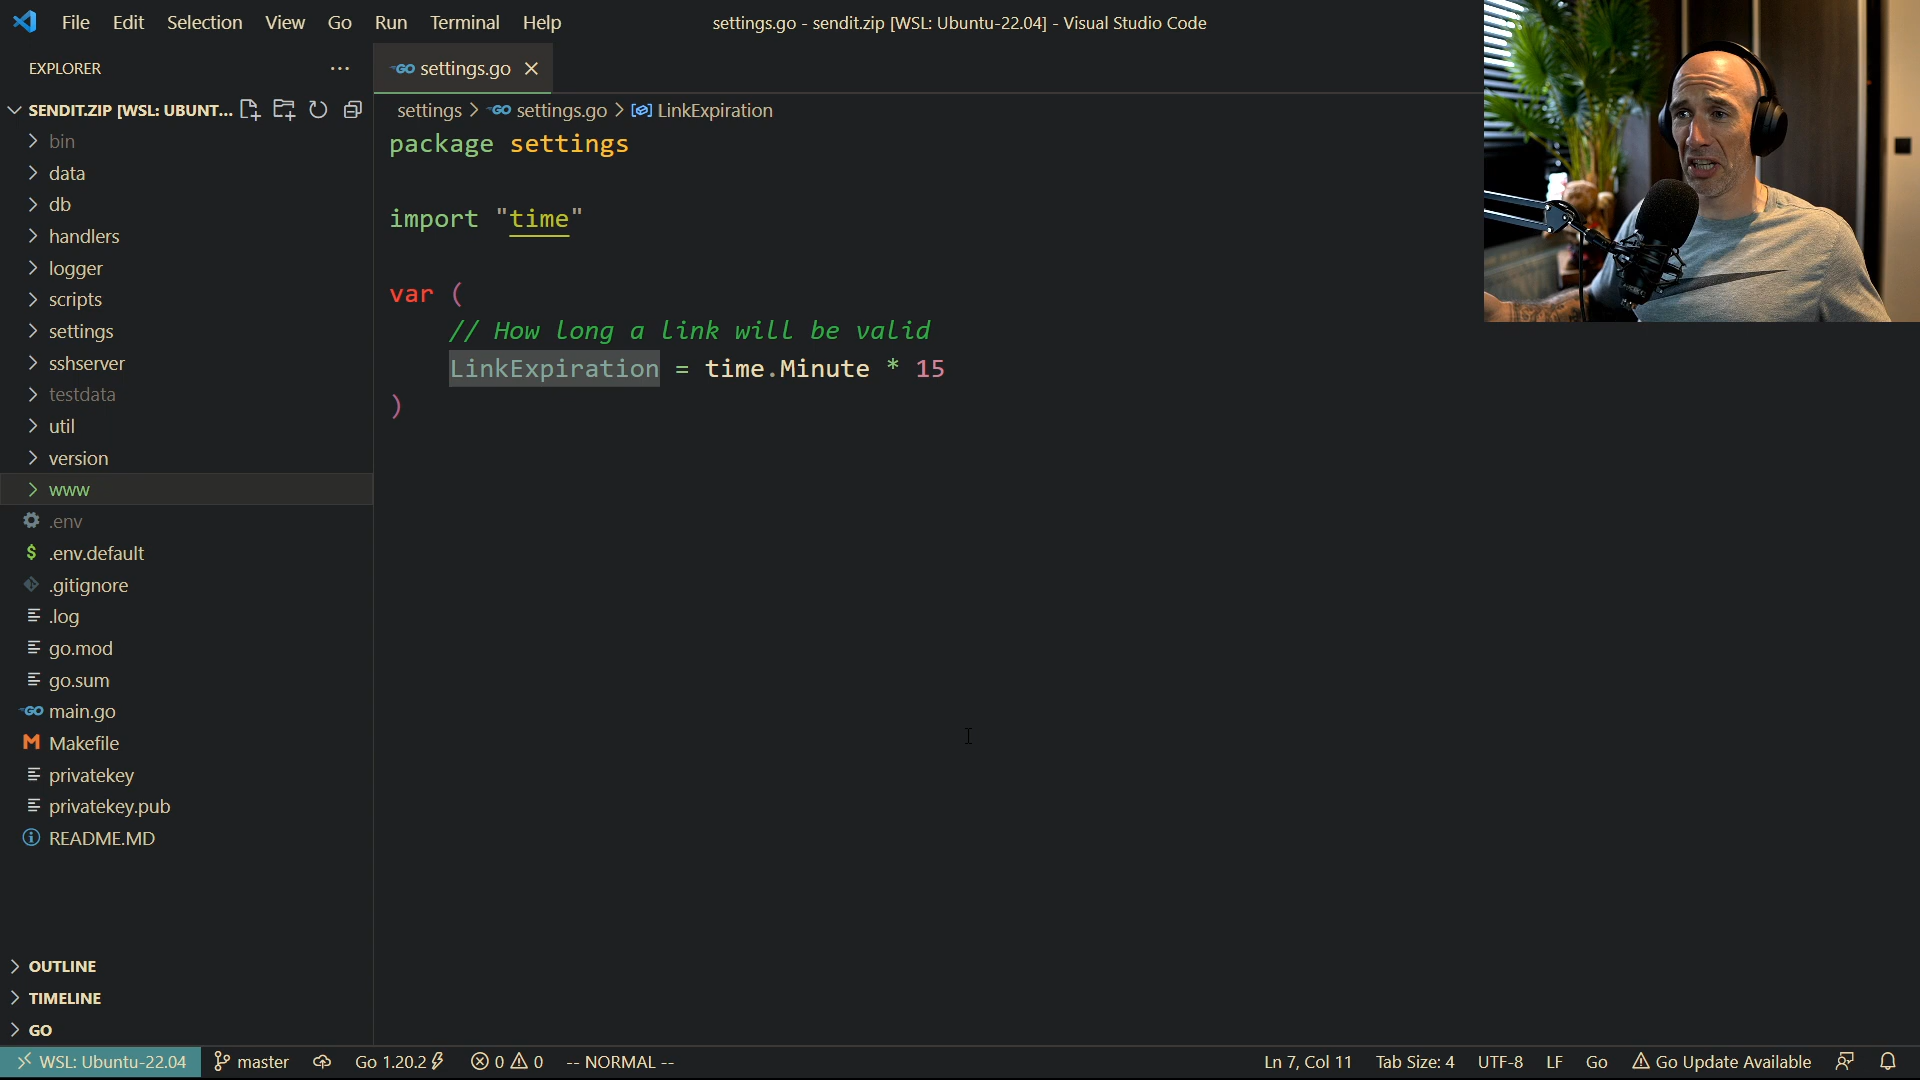 File Edit Selection View Go Run Terminal Help
settings.go - sendit.zip [WSL: Ubuntu-22.04] - Visual Studio Code
EXPLORER
SENDIT.ZIP [WSL: UBUNT...
bin
data
db
handlers
logger
scripts
settings
sshserver
testdata
util
version
www
.env
$ .env.default
.gitignore
.log
go.mod
go.sum
GO main.go
M Makefile
privatekey
privatekey.pub
README.MD
OUTLINE
TIMELINE
GO
GO settings.go
settings > GO settings.go > LinkExpiration
package settings
import "time"
var (
// How long a link will be valid
LinkExpiration = time.Minute * 15
)
WSL: Ubuntu-22.04 master Go 1.20.2 0 0 -- NORMAL -- Ln 7, Col 11 Tab Size: 4 UTF-8 LF Go Go Update Available